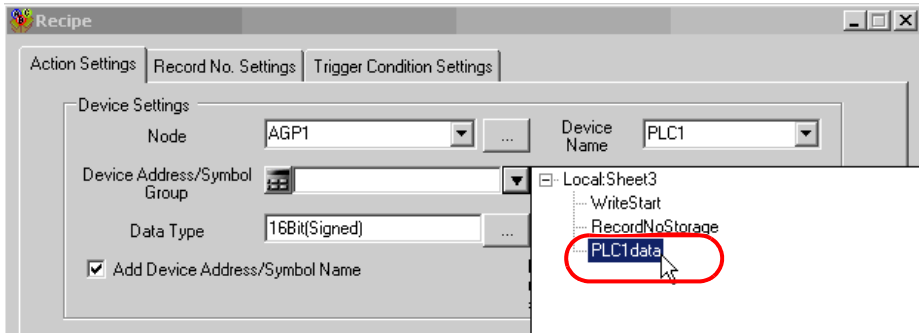 Recipe
Action Settings Record No. Settings Trigger Condition Settings
Device Settings
Node AGP1 ... Device Name PLC1
Device Address/Symbol Group
Local:Sheet3
WriteStart
RecordNoStorage
PLC1data
Data Type 16Bit(Signed) ...
Add Device Address/Symbol Name